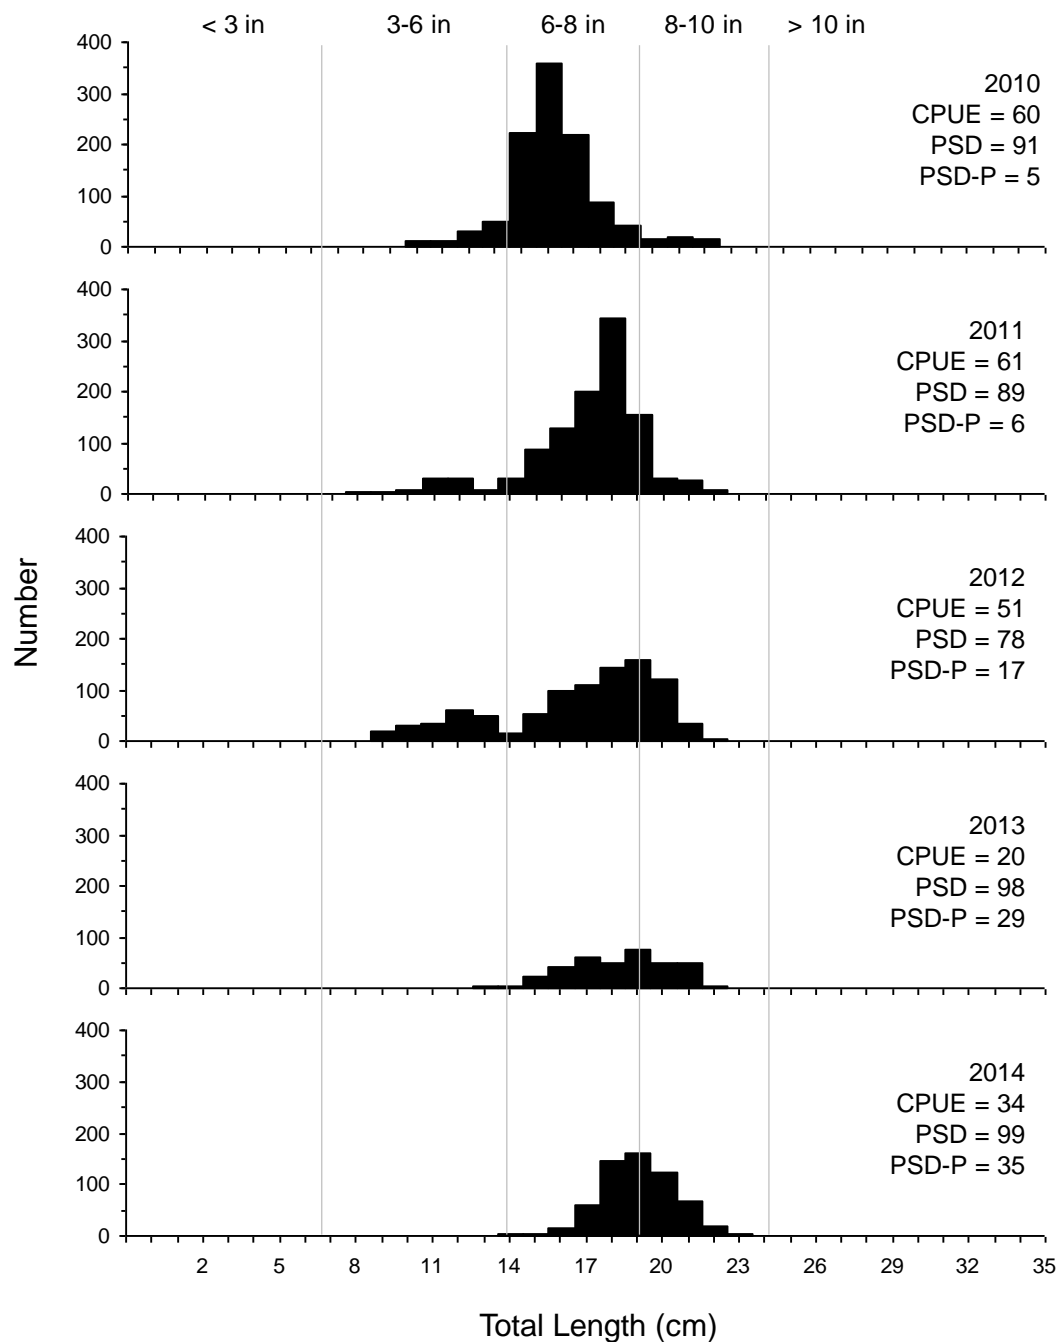 < 3 in 3-6 in 6-8 in 8-10 in > 10 in
400
300
200
100
0
2010
CPUE = 60
PSD = 91
PSD-P = 5
400
300
200
100
0
2011
CPUE = 61
PSD = 89
PSD-P = 6
400
300
200
100
0
2012
CPUE = 51
PSD = 78
PSD-P = 17
Number
400
300
200
100
0
2013
CPUE = 20
PSD = 98
PSD-P = 29
400
300
200
100
0
2014
CPUE = 34
PSD = 99
PSD-P = 35
2 5 8 11 14 17 20 23 26 29 32 35
Total Length (cm)